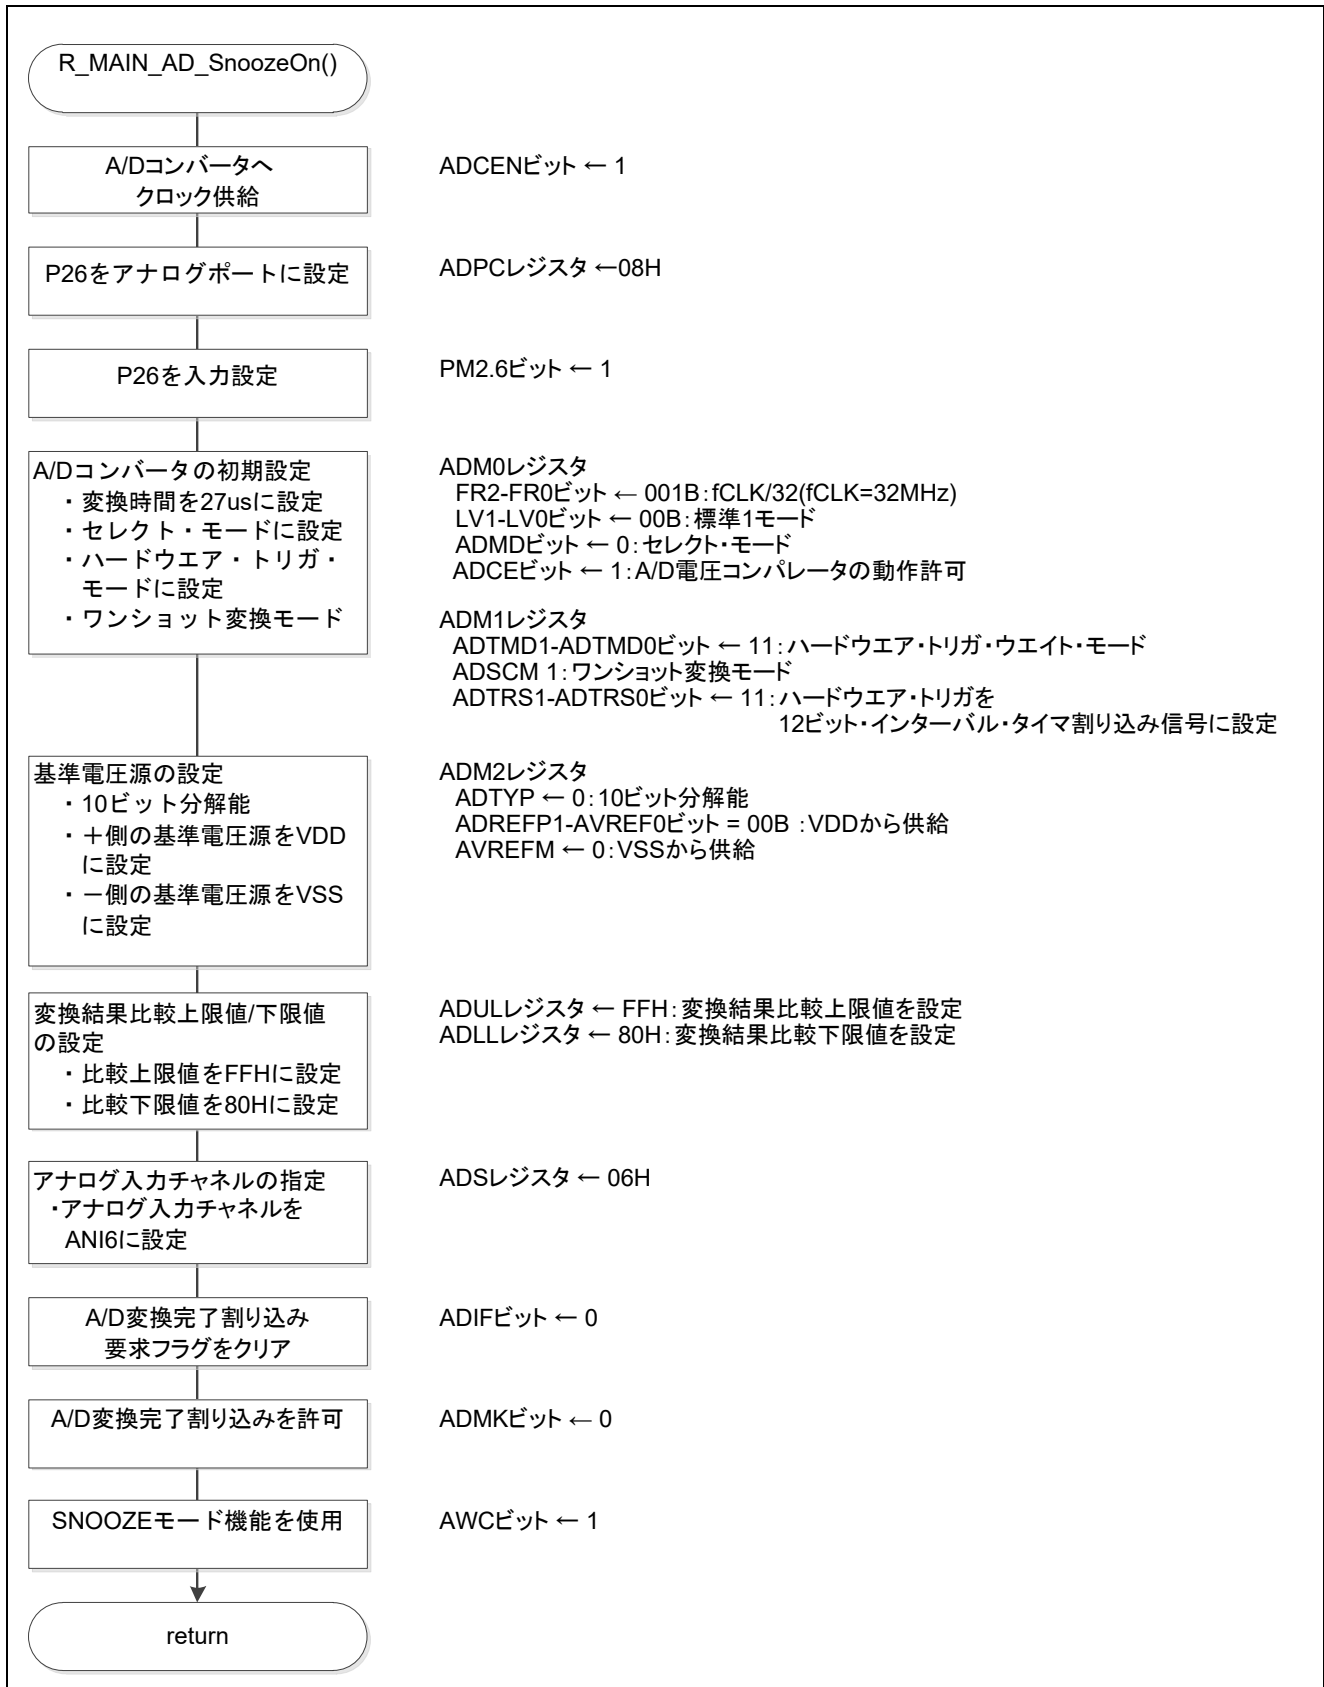 R_MAIN_AD_SnoozeOn()
A/Dコンバータへ
クロック供給
ADCENビット ← 1
P26をアナログポートに設定
ADPCレジスタ ←08H
P26を入力設定
PM2.6ビット ← 1
A/Dコンバータの初期設定
・変換時間を27usに設定
・セレクト・モードに設定
・ハードウエア・トリガ・
モードに設定
・ワンショット変換モード
ADM0レジスタ
FR2-FR0ビット ← 001B：fCLK/32(fCLK=32MHz)
LV1-LV0ビット ← 00B：標準1モード
ADMDビット ← 0：セレクト・モード
ADCEビット ← 1：A/D電圧コンパレータの動作許可
ADM1レジスタ
ADTMD1-ADTMD0ビット ← 11：ハードウエア・トリガ・ウエイト・モード
ADSCM 1：ワンショット変換モード
ADTRS1-ADTRS0ビット ← 11：ハードウエア・トリガを
12ビット・インターバル・タイマ割り込み信号に設定
基準電圧源の設定
・10ビット分解能
・＋側の基準電圧源をVDD
に設定
・－側の基準電圧源をVSS
に設定
ADM2レジスタ
ADTYP ← 0：10ビット分解能
ADREFP1-AVREF0ビット = 00B ：VDDから供給
AVREFM ← 0：VSSから供給
変換結果比較上限値/下限値
の設定
・比較上限値をFFHに設定
・比較下限値を80Hに設定
ADULレジスタ ← FFH：変換結果比較上限値を設定
ADLLレジスタ ← 80H：変換結果比較下限値を設定
アナログ入力チャネルの指定
・アナログ入力チャネルを
ANI6に設定
ADSレジスタ ← 06H
A/D変換完了割り込み
要求フラグをクリア
ADIFビット ← 0
A/D変換完了割り込みを許可
ADMKビット ← 0
SNOOZEモード機能を使用
AWCビット ← 1
return